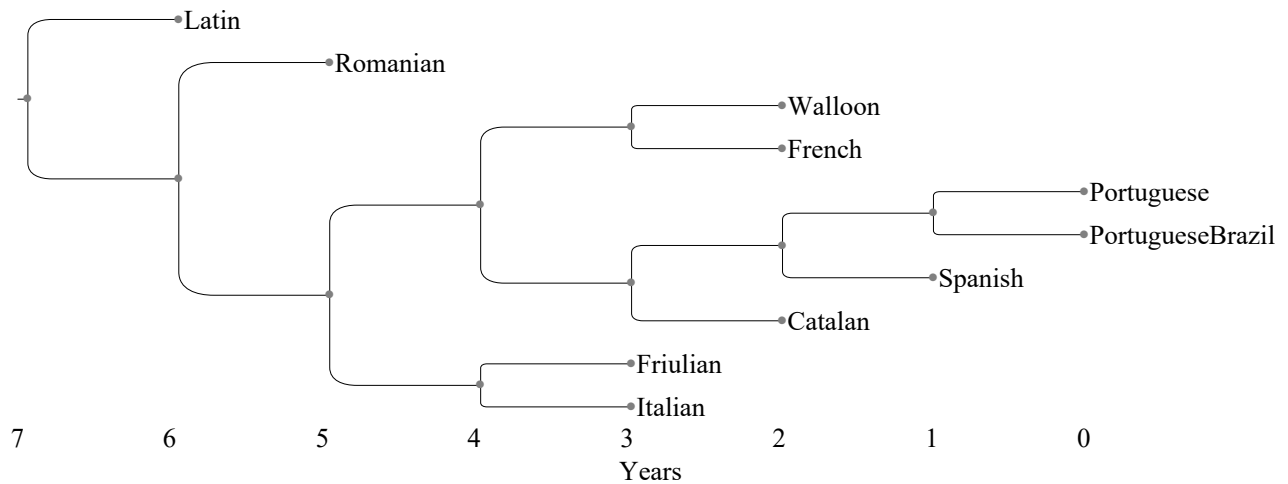 Latin
Romanian
Walloon
French
Portuguese
PortugueseBrazil
Spanish
Catalan
Friulian
Italian
7 6 5 4 3 2 1 0
Years